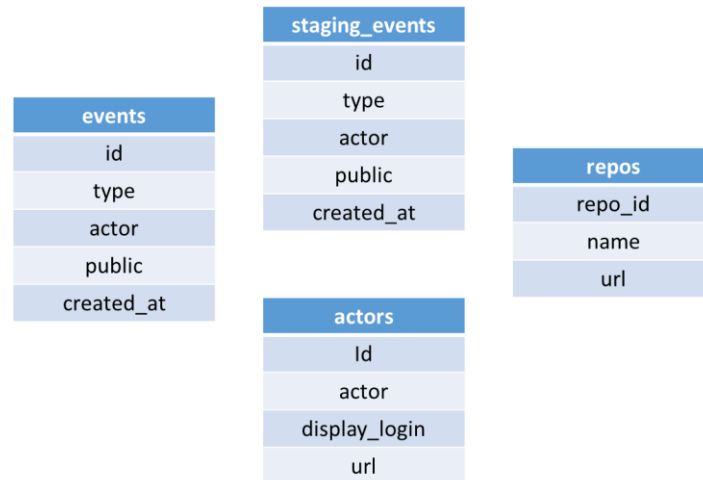 events
id
type
actor
public
created_at
staging_events
id
type
actor
public
created_at
actors
Id
actor
display_login
url
repos
repo_id
name
url